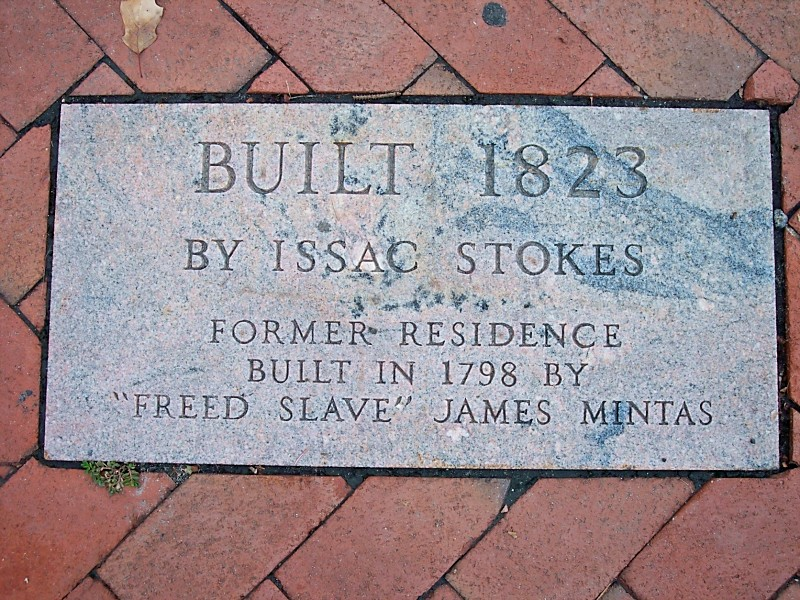 BUILT 1823
BY ISSAC STOKES
FORMER RESIDENCE
BUILT IN 1798 BY
"FREED SLAVE" JAMES MINTAS